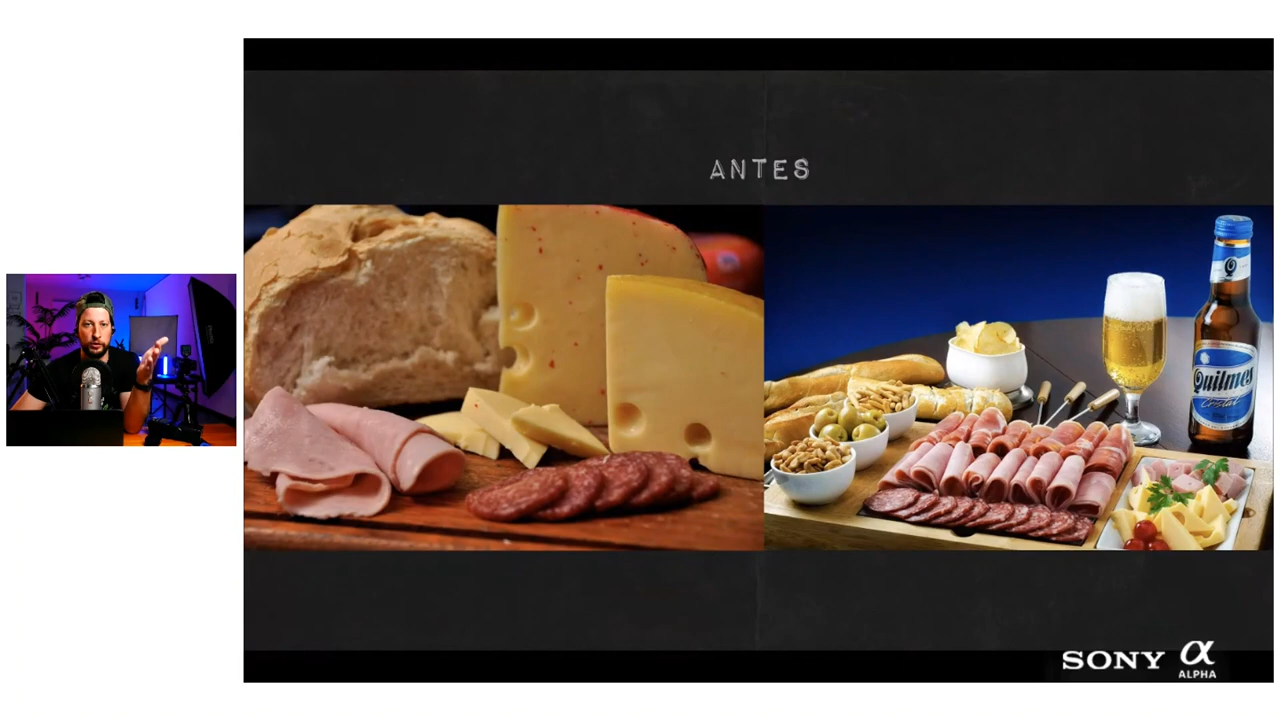 ANTES
Quilmes
Cristal
SONY α
ALPHA